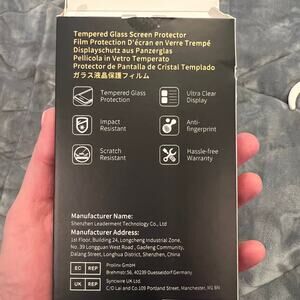 Tempered Glass Screen Protector
Film Protection D'écran en Verre Trempé
Displayschutz aus Panzerglas
Pellicola in Vetro Temperato
Protector de Pantalla de Cristal Templado
ガラス液晶保護フィルム
Tempered Glass
Protection
Ultra Clear
Display
Impact
Resistant
Anti-
fingerprint
Scratch
Resistant
Hassle-free
Warranty
Manufacturer Name:
Shenzhen Leaderment Technology Co., Ltd
Manufacturer Address:
1st Floor, Building 24, Longcheng Industrial Zone,
No. 39 Longguan West Road, Gaofeng Community,
Dalang Street, Longhua District, Shenzhen, China
EC REP
Prolinx GmbH
Brehmstr.56, 40239 Duesseldorf Germany
UK REP
Syncwire UK Ltd.
C/O Lai and Co.109 Portland Street, Manchester, M1 6N